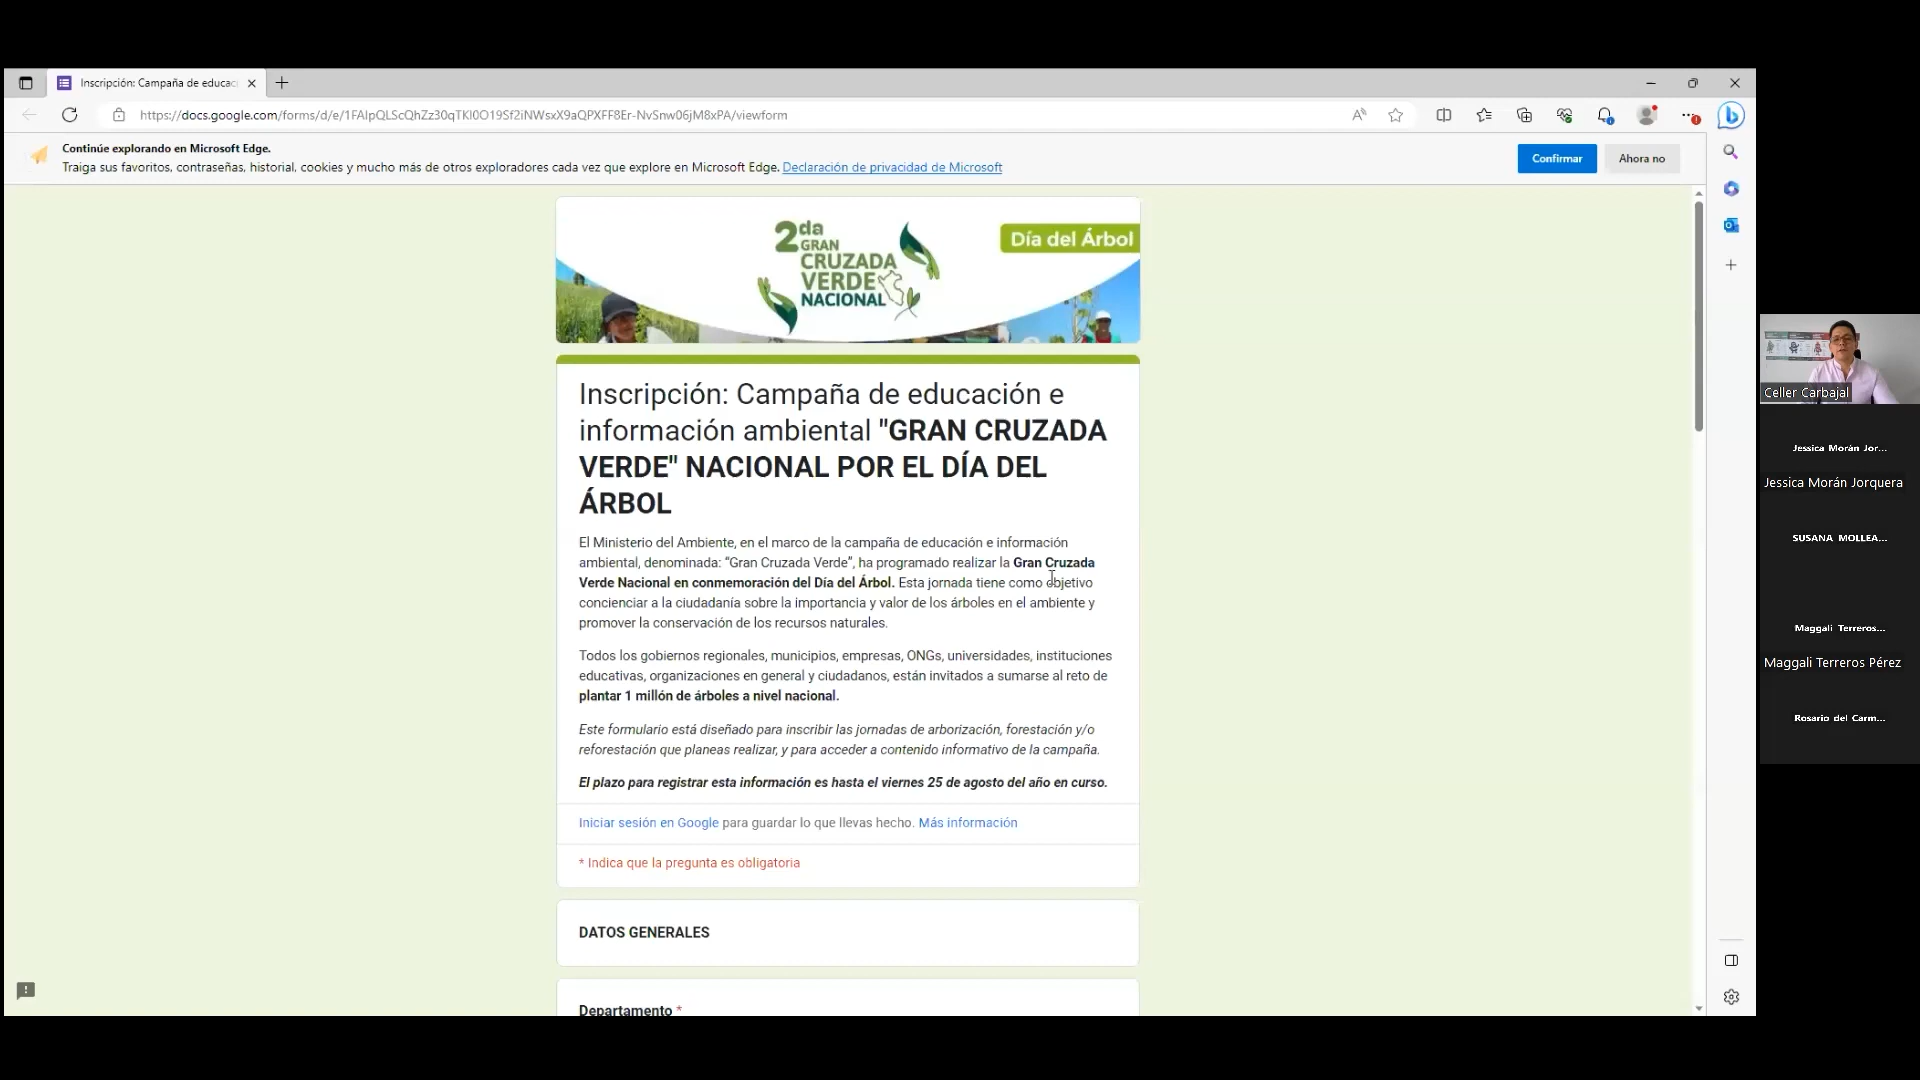 Inscripción: Campaña de educac
https://docs.google.com/forms/d/e/1FAIpQLScQhZz30qTKl0O19Sf2iNWsxX9aQPXFF8Er-NvSnw06jM8xPA/viewform
Continúe explorando en Microsoft Edge.
Traiga sus favoritos, contraseñas, historial, cookies y mucho más de otros exploradores cada vez que explore en Microsoft Edge. Declaración de privacidad de Microsoft
Confirmar
Ahora no
2da
GRAN
CRUZADA
VERDE
NACIONAL
Día del Árbol
Inscripción: Campaña de educación e
información ambiental "GRAN CRUZADA
VERDE" NACIONAL POR EL DÍA DEL
ÁRBOL
El Ministerio del Ambiente, en el marco de la campaña de educación e información
ambiental, denominada: “Gran Cruzada Verde”, ha programado realizar la Gran Cruzada
Verde Nacional en conmemoración del Día del Árbol. Esta jornada tiene como objetivo
concienciar a la ciudadanía sobre la importancia y valor de los árboles en el ambiente y
promover la conservación de los recursos naturales.
Todos los gobiernos regionales, municipios, empresas, ONGs, universidades, instituciones
educativas, organizaciones en general y ciudadanos, están invitados a sumarse al reto de
plantar 1 millón de árboles a nivel nacional.
Este formulario está diseñado para inscribir las jornadas de arborización, forestación y/o
reforestación que planeas realizar, y para acceder a contenido informativo de la campaña.
El plazo para registrar esta información es hasta el viernes 25 de agosto del año en curso.
Iniciar sesión en Google para guardar lo que llevas hecho. Más información
* Indica que la pregunta es obligatoria
DATOS GENERALES
Departamento *
Celler Carbajal
Jessica Morán Jor...
Jessica Morán Jorquera
SUSANA MOLLEA...
Maggali Terreros...
Maggali Terreros Pérez
Rosario del Carm...